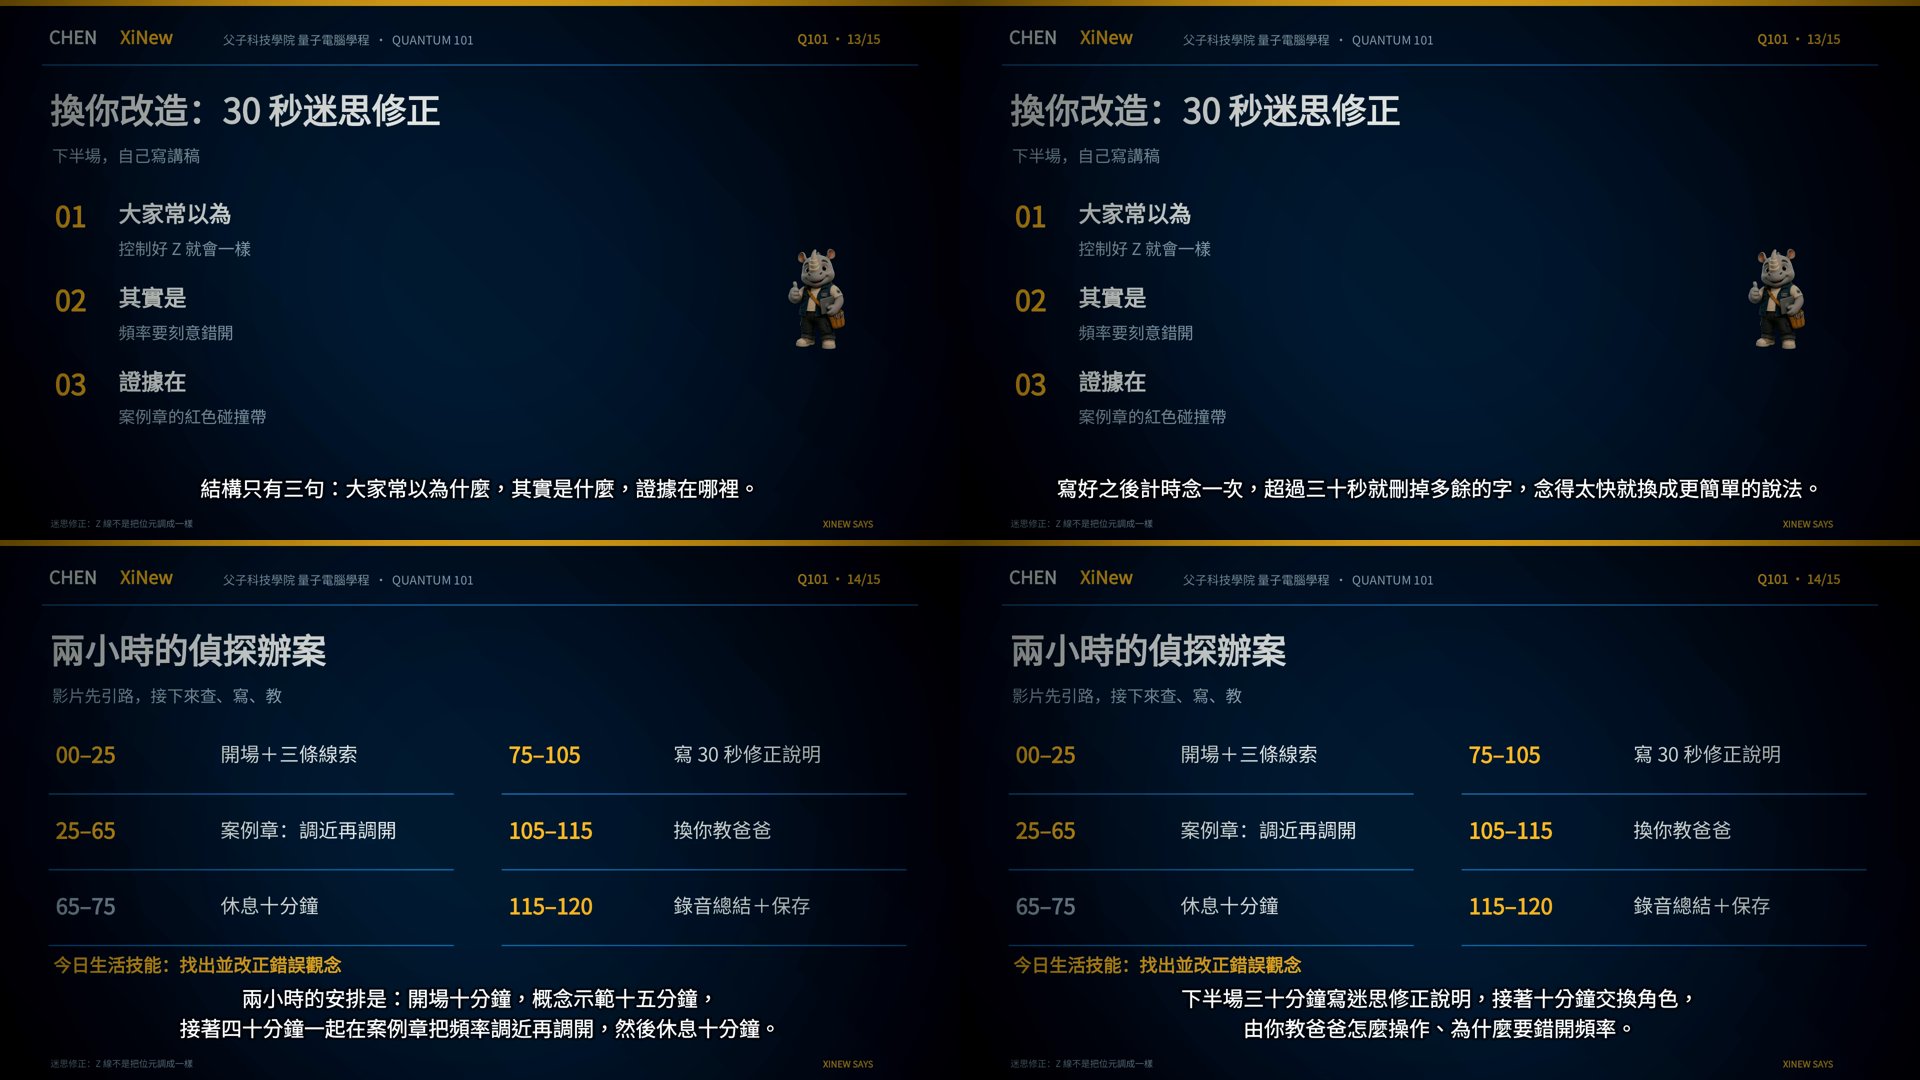 CHEN XiNew 父子科技學院 量子電腦學程 · QUANTUM 101 Q101 · 13/15
換你改造：30 秒迷思修正
下半場，自己寫講稿
01 大家常以為
控制好 Z 就會一樣
02 其實是
頻率要刻意錯開
03 證據在
案例章的紅色碰撞帶
結構只有三句：大家常以為什麼，其實是什麼，證據在哪裡。
迷思修正：Z 線不是把位元調成一樣 XINEW SAYS
CHEN XiNew 父子科技學院 量子電腦學程 · QUANTUM 101 Q101 · 13/15
換你改造：30 秒迷思修正
下半場，自己寫講稿
01 大家常以為
控制好 Z 就會一樣
02 其實是
頻率要刻意錯開
03 證據在
案例章的紅色碰撞帶
寫好之後計時念一次，超過三十秒就刪掉多餘的字，念得太快就換成更簡單的說法。
迷思修正：Z 線不是把位元調成一樣 XINEW SAYS
CHEN XiNew 父子科技學院 量子電腦學程 · QUANTUM 101 Q101 · 14/15
兩小時的偵探辦案
影片先引路，接下來查、寫、教
00–25 開場＋三條線索 75–105 寫 30 秒修正說明
25–65 案例章：調近再調開 105–115 換你教爸爸
65–75 休息十分鐘 115–120 錄音總結＋保存
今日生活技能：找出並改正錯誤觀念
兩小時的安排是：開場十分鐘，概念示範十五分鐘，
接著四十分鐘一起在案例章把頻率調近再調開，然後休息十分鐘。
迷思修正：Z 線不是把位元調成一樣 XINEW SAYS
CHEN XiNew 父子科技學院 量子電腦學程 · QUANTUM 101 Q101 · 14/15
兩小時的偵探辦案
影片先引路，接下來查、寫、教
00–25 開場＋三條線索 75–105 寫 30 秒修正說明
25–65 案例章：調近再調開 105–115 換你教爸爸
65–75 休息十分鐘 115–120 錄音總結＋保存
今日生活技能：找出並改正錯誤觀念
下半場三十分鐘寫迷思修正說明，接著十分鐘交換角色，
由你教爸爸怎麼操作、為什麼要錯開頻率。
迷思修正：Z 線不是把位元調成一樣 XINEW SAYS